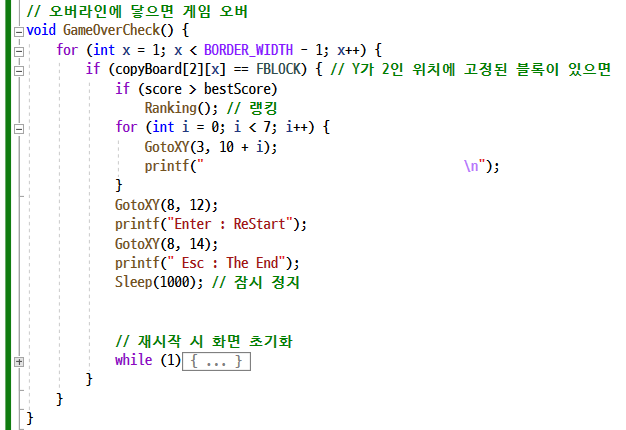 // 오버라인에 닿으면 게임 오버
void GameOverCheck() {
    for (int x = 1; x < BORDER_WIDTH - 1; x++) {
        if (copyBoard[2][x] == FBLOCK) { // Y가 2인 위치에 고정된 블록이 있으면
            if (score > bestScore)
                Ranking(); // 랭킹
            for (int i = 0; i < 7; i++) {
                GotoXY(3, 10 + i);
                printf("                                   \n");
            }
            GotoXY(8, 12);
            printf("Enter : ReStart");
            GotoXY(8, 14);
            printf(" Esc : The End");
            Sleep(1000); // 잠시 정지
            // 재시작 시 화면 초기화
            while (1) { ... }
        }
    }
}